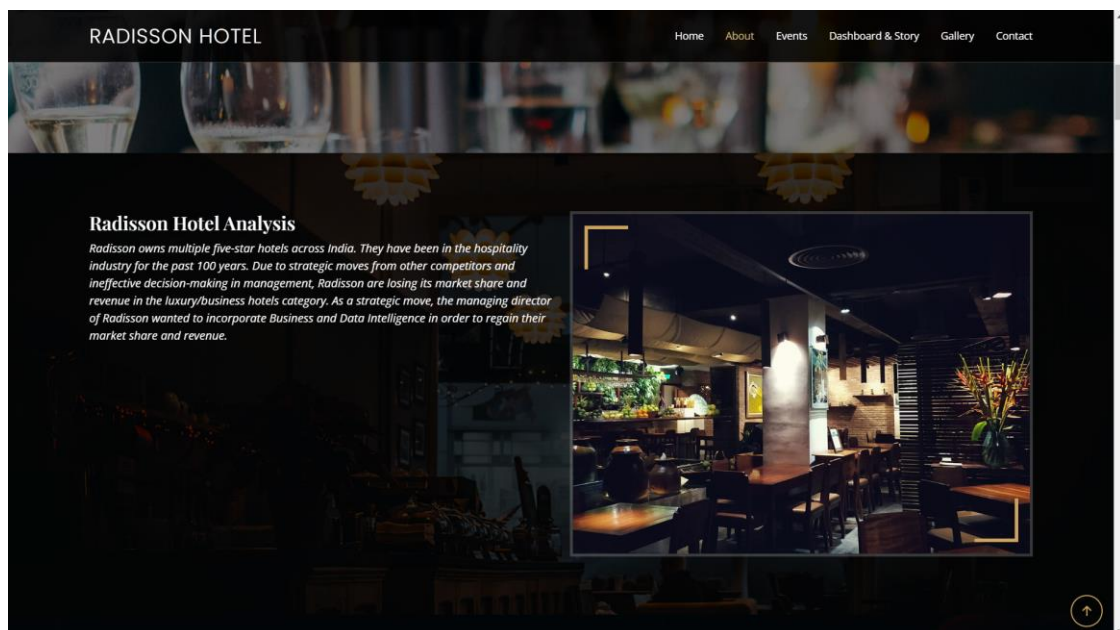 RADISSON HOTEL
Home About Events Dashboard & Story Gallery Contact
Radisson Hotel Analysis
Radisson owns multiple five-star hotels across India. They have been in the hospitality
industry for the past 100 years. Due to strategic moves from other competitors and
ineffective decision-making in management, Radisson are losing its market share and
revenue in the luxury/business hotels category. As a strategic move, the managing director
of Radisson wanted to incorporate Business and Data Intelligence in order to regain their
market share and revenue.